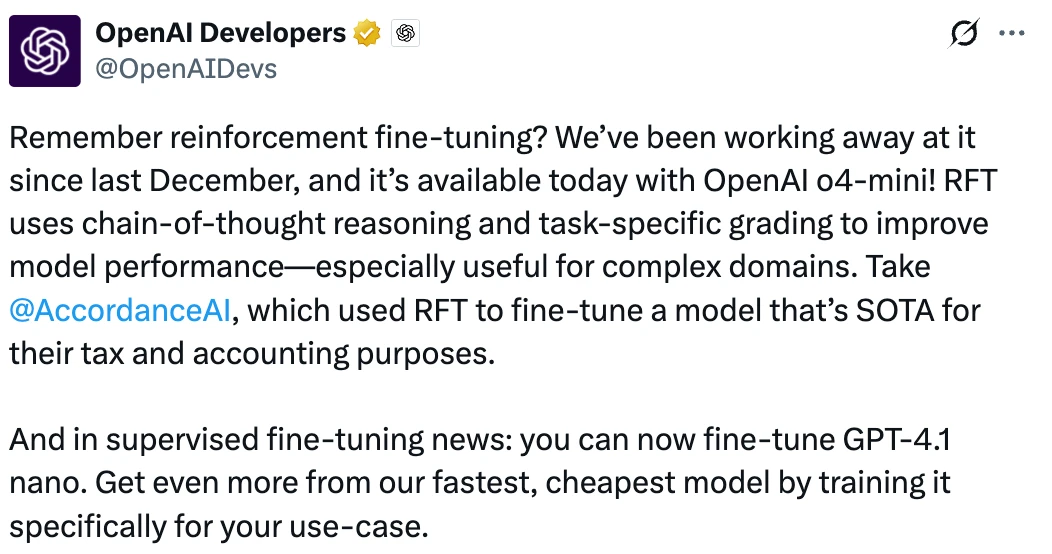 OpenAI Developers
@OpenAIDevs
Remember reinforcement fine-tuning? We’ve been working away at it
since last December, and it’s available today with OpenAI o4-mini! RFT
uses chain-of-thought reasoning and task-specific grading to improve
model performance—especially useful for complex domains. Take
@AccordanceAI, which used RFT to fine-tune a model that’s SOTA for
their tax and accounting purposes.
And in supervised fine-tuning news: you can now fine-tune GPT-4.1
nano. Get even more from our fastest, cheapest model by training it
specifically for your use-case.